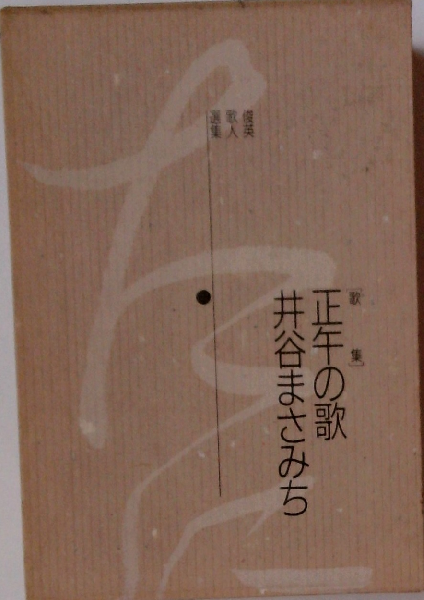 [歌集]
正午の歌
井谷まさみち
俊英
歌人
選集